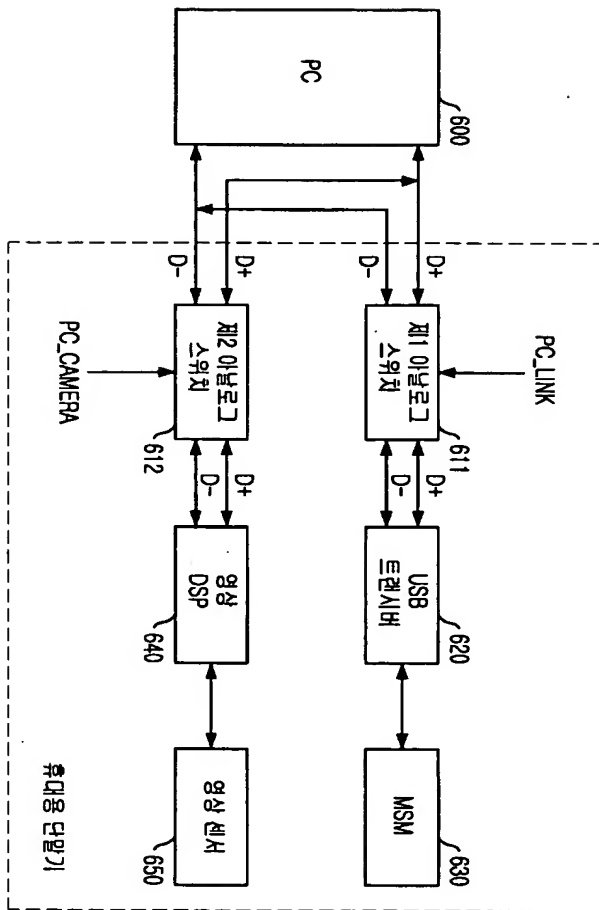 PC
600
PC_LINK
D+
D-
제1 아날로그
스위치
611
D+
D-
USB
트랜시버
620
MSM
630
D+
D-
제2 아날로그
스위치
612
PC_CAMERA
D+
D-
영상
DSP
640
영상 센서
650
휴대용 단말기